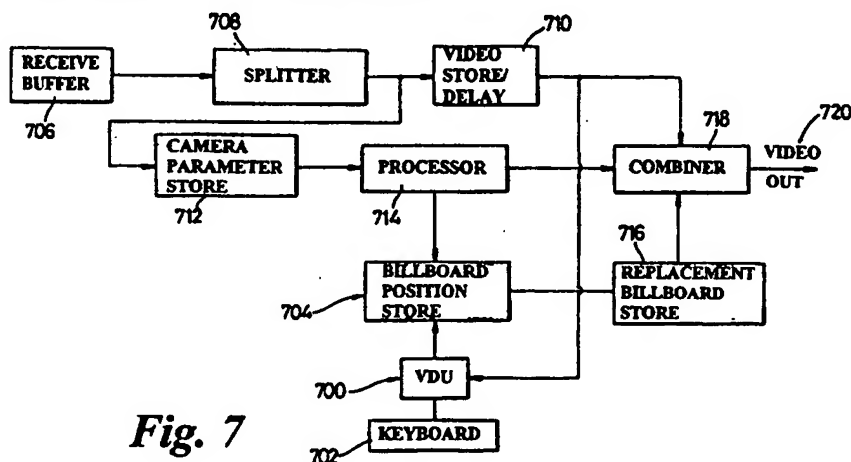 708
710
RECEIVE
BUFFER
706
SPLITTER
VIDEO
STORE/
DELAY
718
720
CAMERA
PARAMETER
STORE
712
PROCESSOR
714
COMBINER
VIDEO
OUT
716
704
BILLBOARD
POSITION
STORE
REPLACEMENT
BILLBOARD
STORE
700
VDU
Fig. 7
702
KEYBOARD